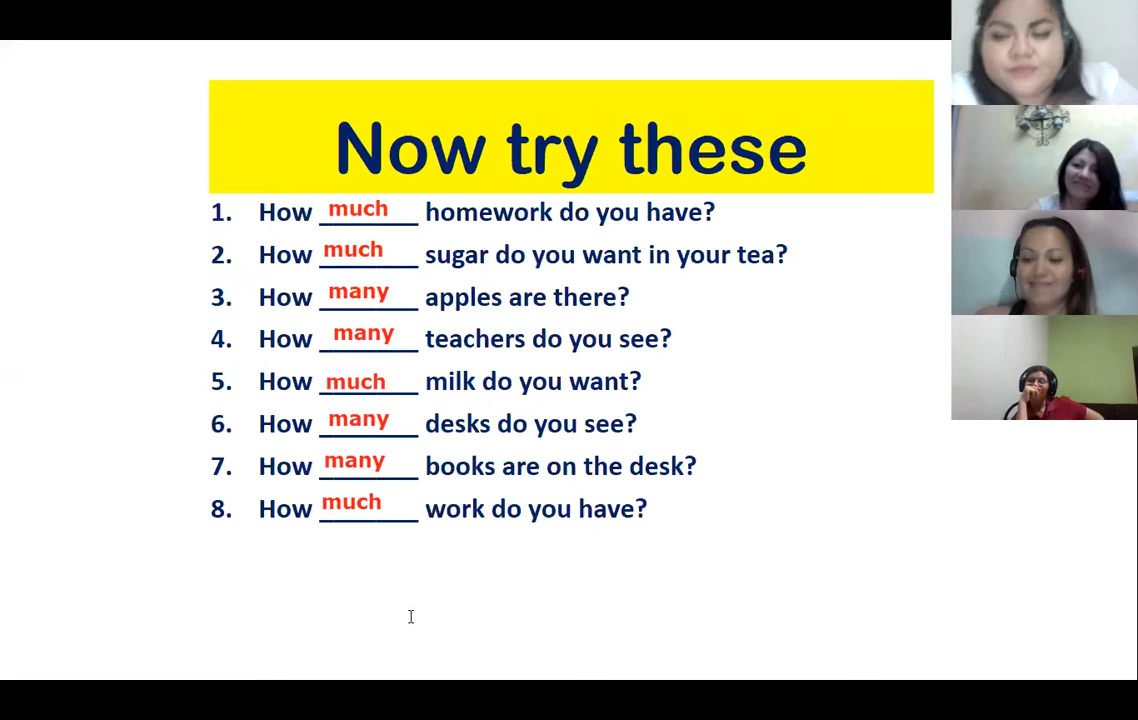 Now try these
1. How much homework do you have?
2. How much sugar do you want in your tea?
3. How many apples are there?
4. How many teachers do you see?
5. How much milk do you want?
6. How many desks do you see?
7. How many books are on the desk?
8. How much work do you have?